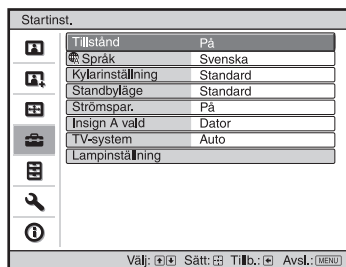 Startinst.
Tillstånd På
Språk Svenska
Kylarinställning Standard
Standbyläge Standard
Strömspar. På
Insign A vald Dator
TV-system Auto
Lampinställning
Välj: Sätt: Tillb.: Avsl.: MENU